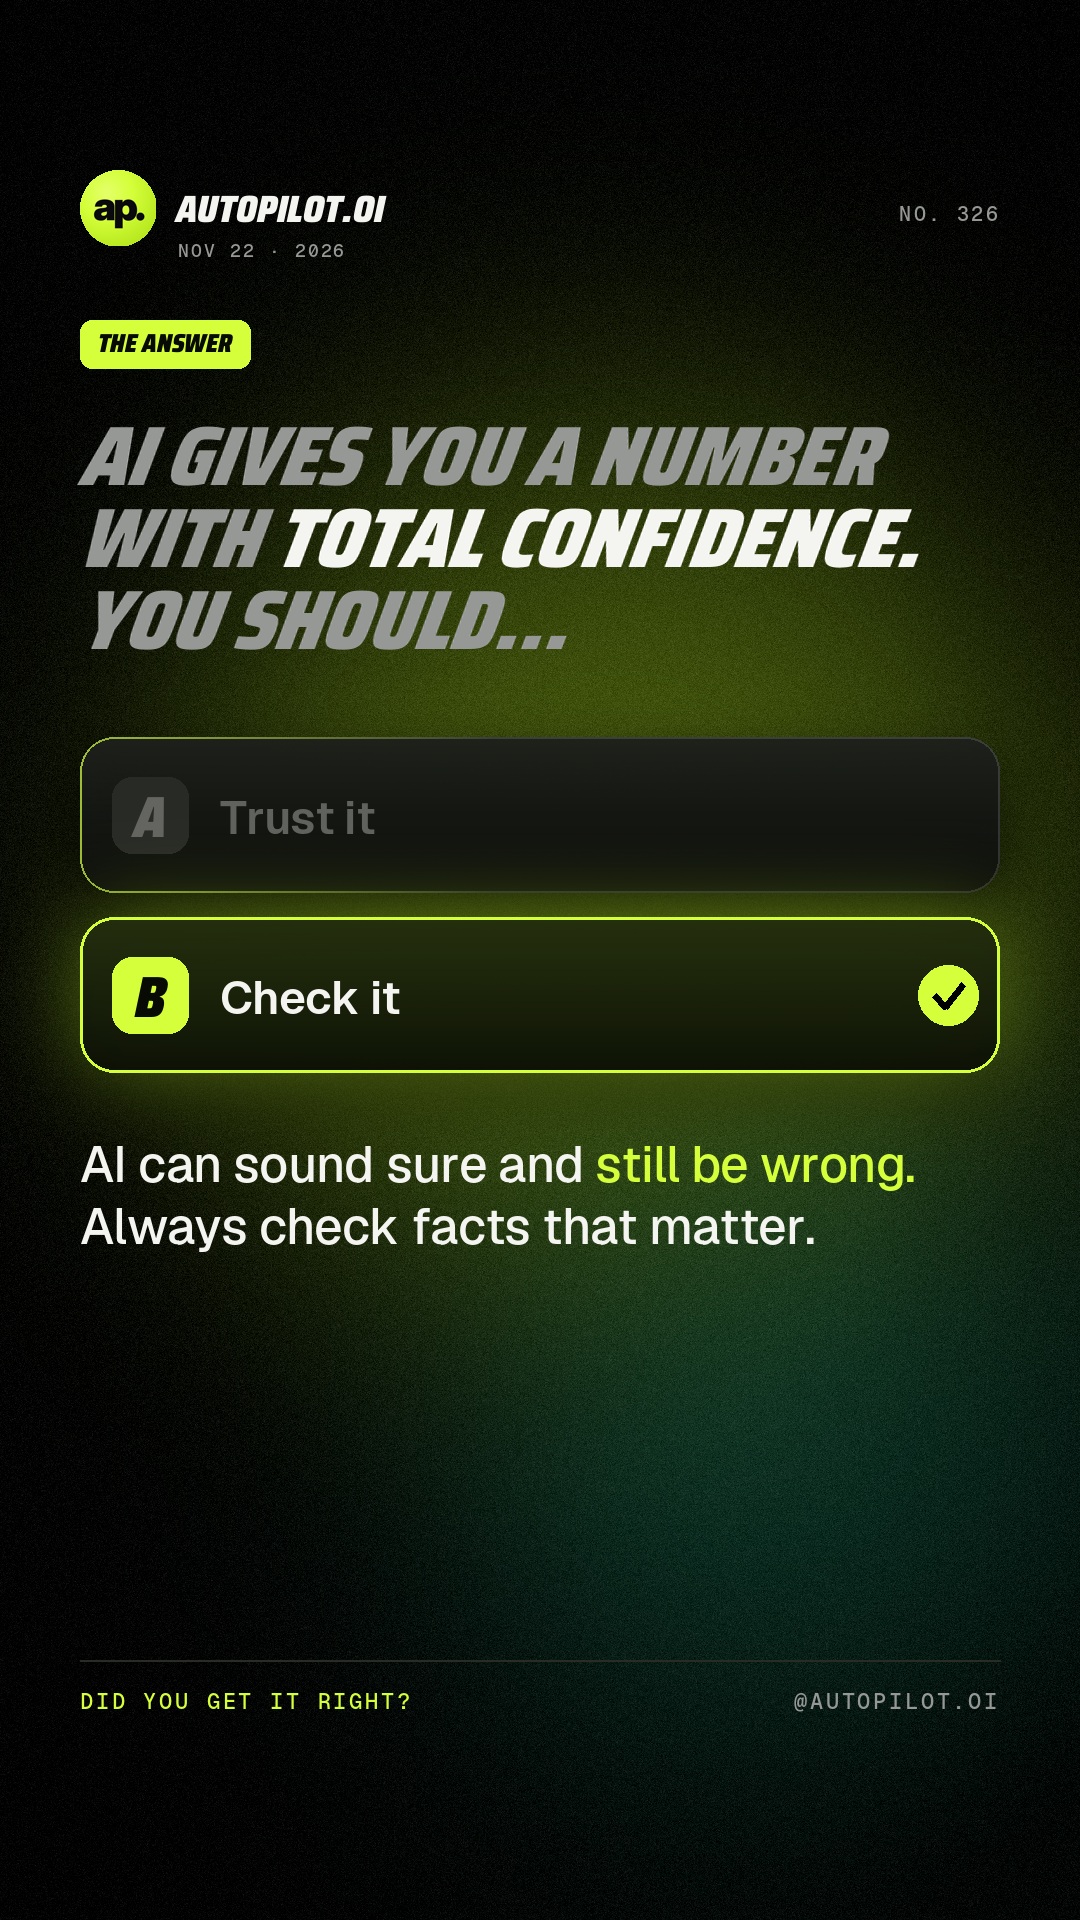 ap.
AUTOPILOT.OI
NOV 22 · 2026
NO. 326
THE ANSWER
AI GIVES YOU A NUMBER
WITH TOTAL CONFIDENCE.
YOU SHOULD...
A
Trust it
B
Check it
AI can sound sure and still be wrong.
Always check facts that matter.
DID YOU GET IT RIGHT?
@AUTOPILOT.OI